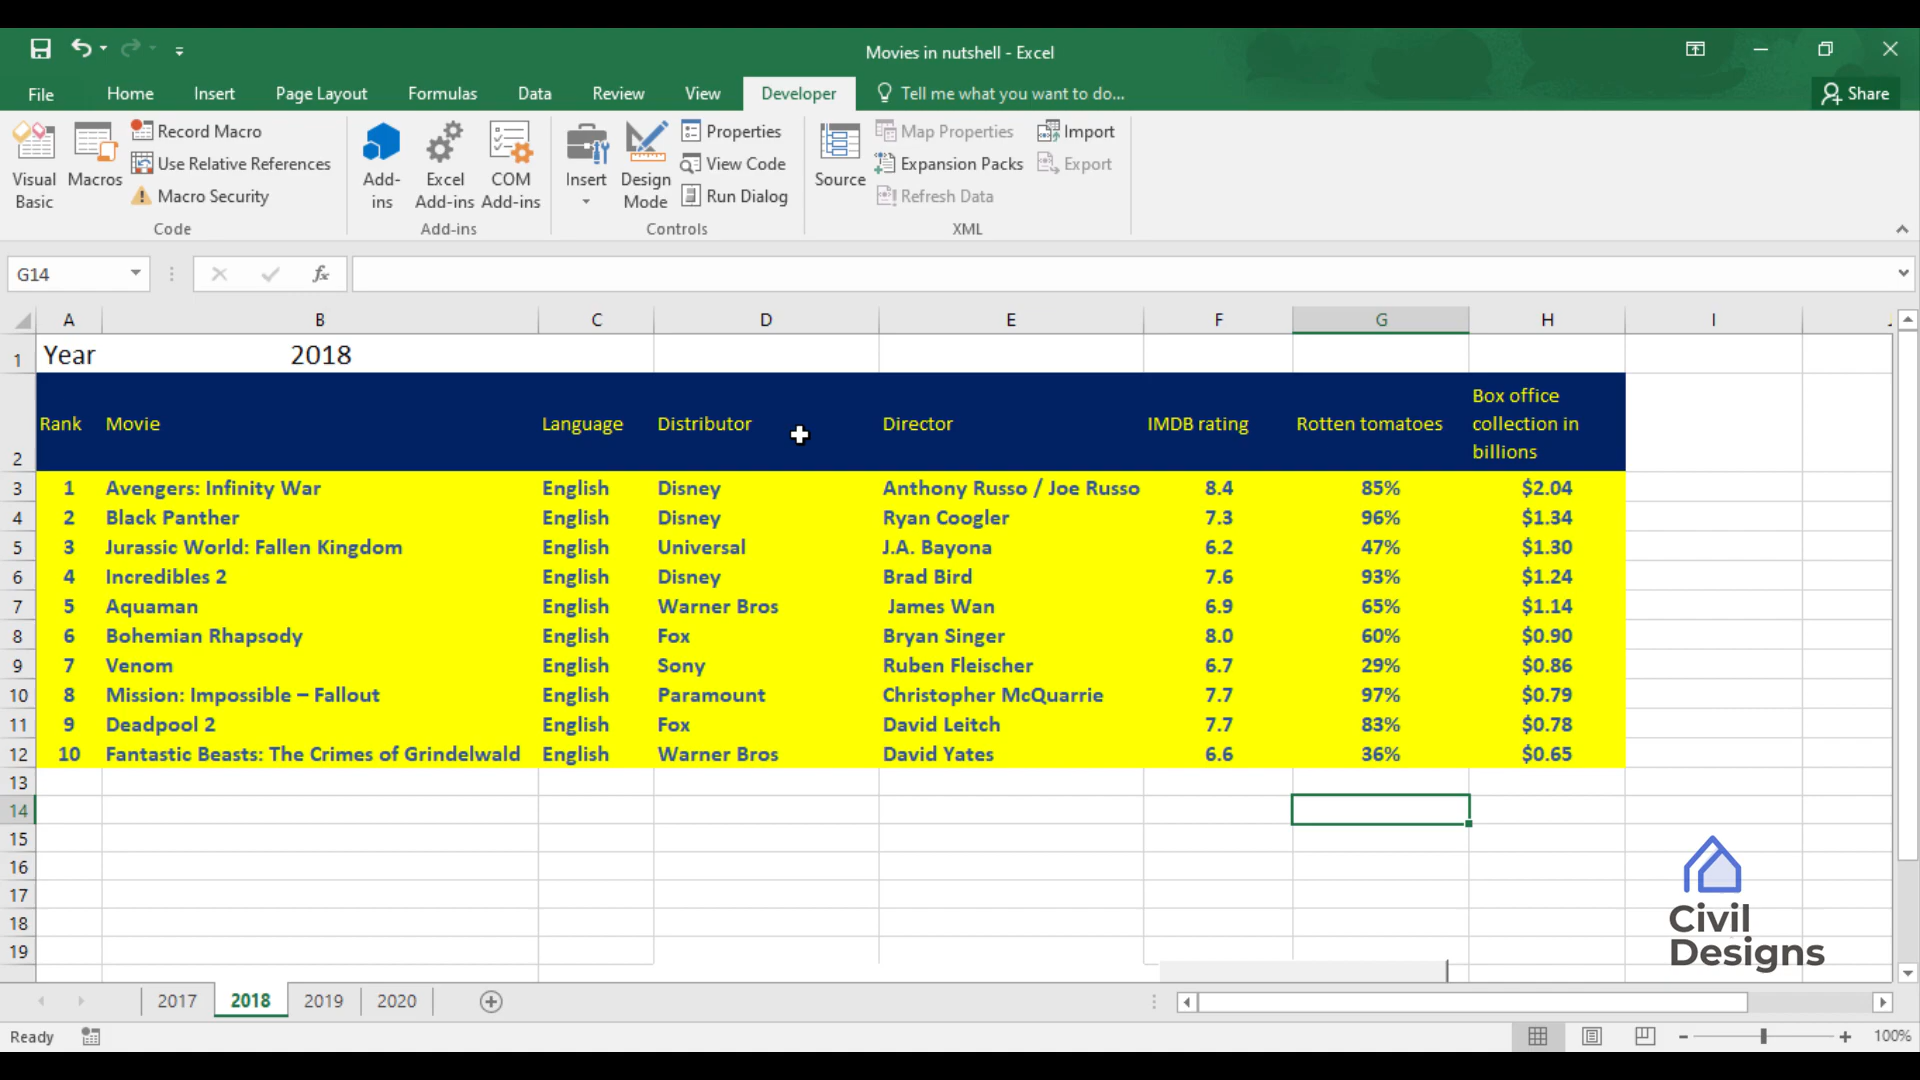 Movies in nutshell - Excel
File Home Insert Page Layout Formulas Data Review View Developer Tell me what you want to do... Share
Visual Basic
Macros
Record Macro
Use Relative References
Macro Security
Code
Add-ins
Excel Add-ins
COM Add-ins
Add-ins
Insert
Design Mode
Properties
View Code
Run Dialog
Controls
Source
Map Properties
Expansion Packs
Refresh Data
Import
Export
XML
G14 fx
A B C D E F G H I
1 Year 2018
2 Rank Movie Language Distributor Director IMDB rating Rotten tomatoes Box office collection in billions
3 1 Avengers: Infinity War English Disney Anthony Russo / Joe Russo 8.4 85% $2.04
4 2 Black Panther English Disney Ryan Coogler 7.3 96% $1.34
5 3 Jurassic World: Fallen Kingdom English Universal J.A. Bayona 6.2 47% $1.30
6 4 Incredibles 2 English Disney Brad Bird 7.6 93% $1.24
7 5 Aquaman English Warner Bros James Wan 6.9 65% $1.14
8 6 Bohemian Rhapsody English Fox Bryan Singer 8.0 60% $0.90
9 7 Venom English Sony Ruben Fleischer 6.7 29% $0.86
10 8 Mission: Impossible – Fallout English Paramount Christopher McQuarrie 7.7 97% $0.79
11 9 Deadpool 2 English Fox David Leitch 7.7 83% $0.78
12 10 Fantastic Beasts: The Crimes of Grindelwald English Warner Bros David Yates 6.6 36% $0.65
13
14
15
16
17
18
19
Civil
Designs
2017 2018 2019 2020
Ready 100%